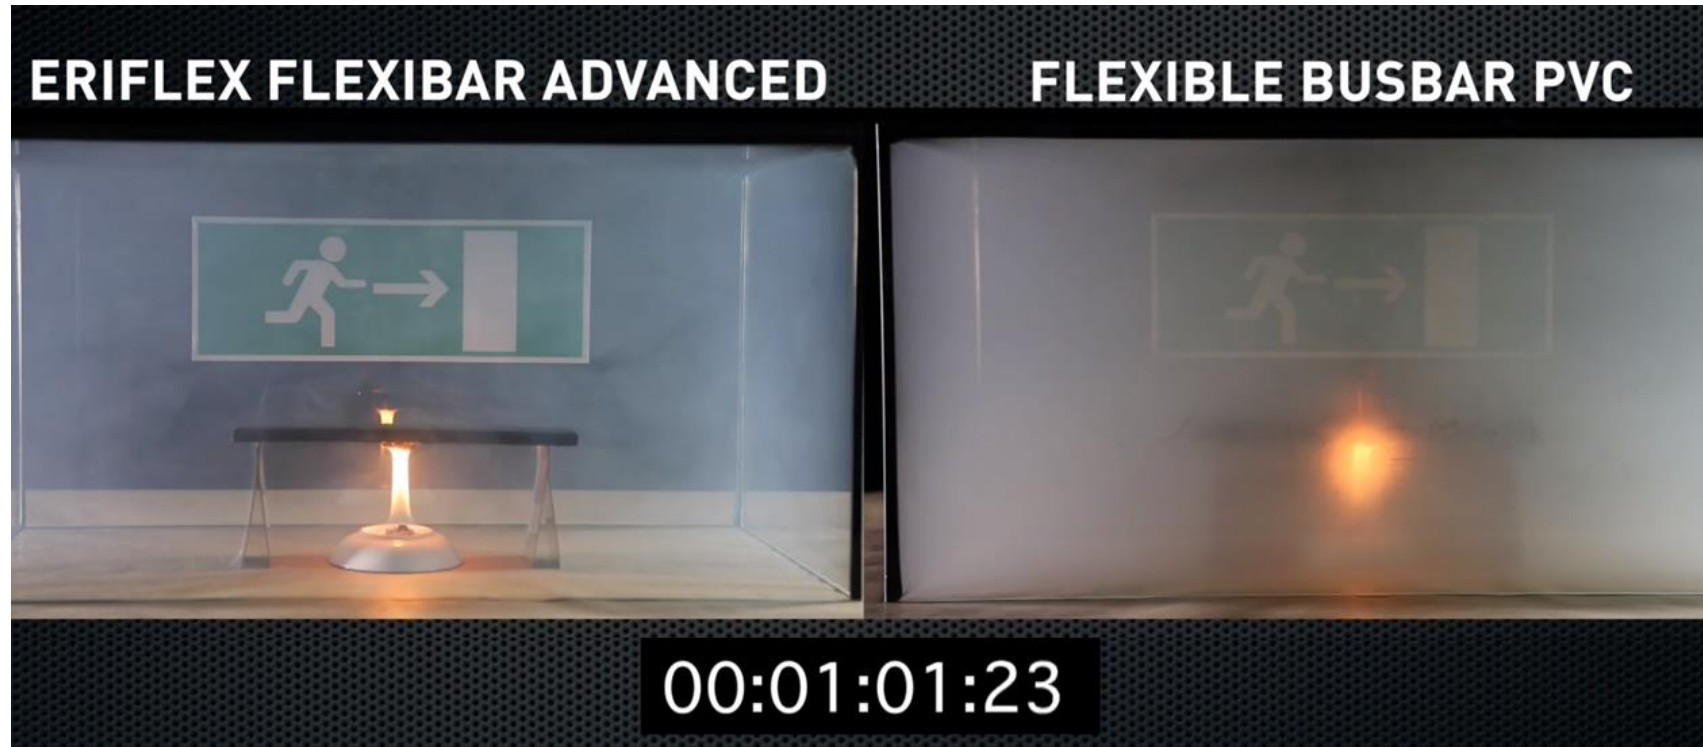 ERIFLEX FLEXIBAR ADVANCED
FLEXIBLE BUSBAR PVC
00:01:01:23